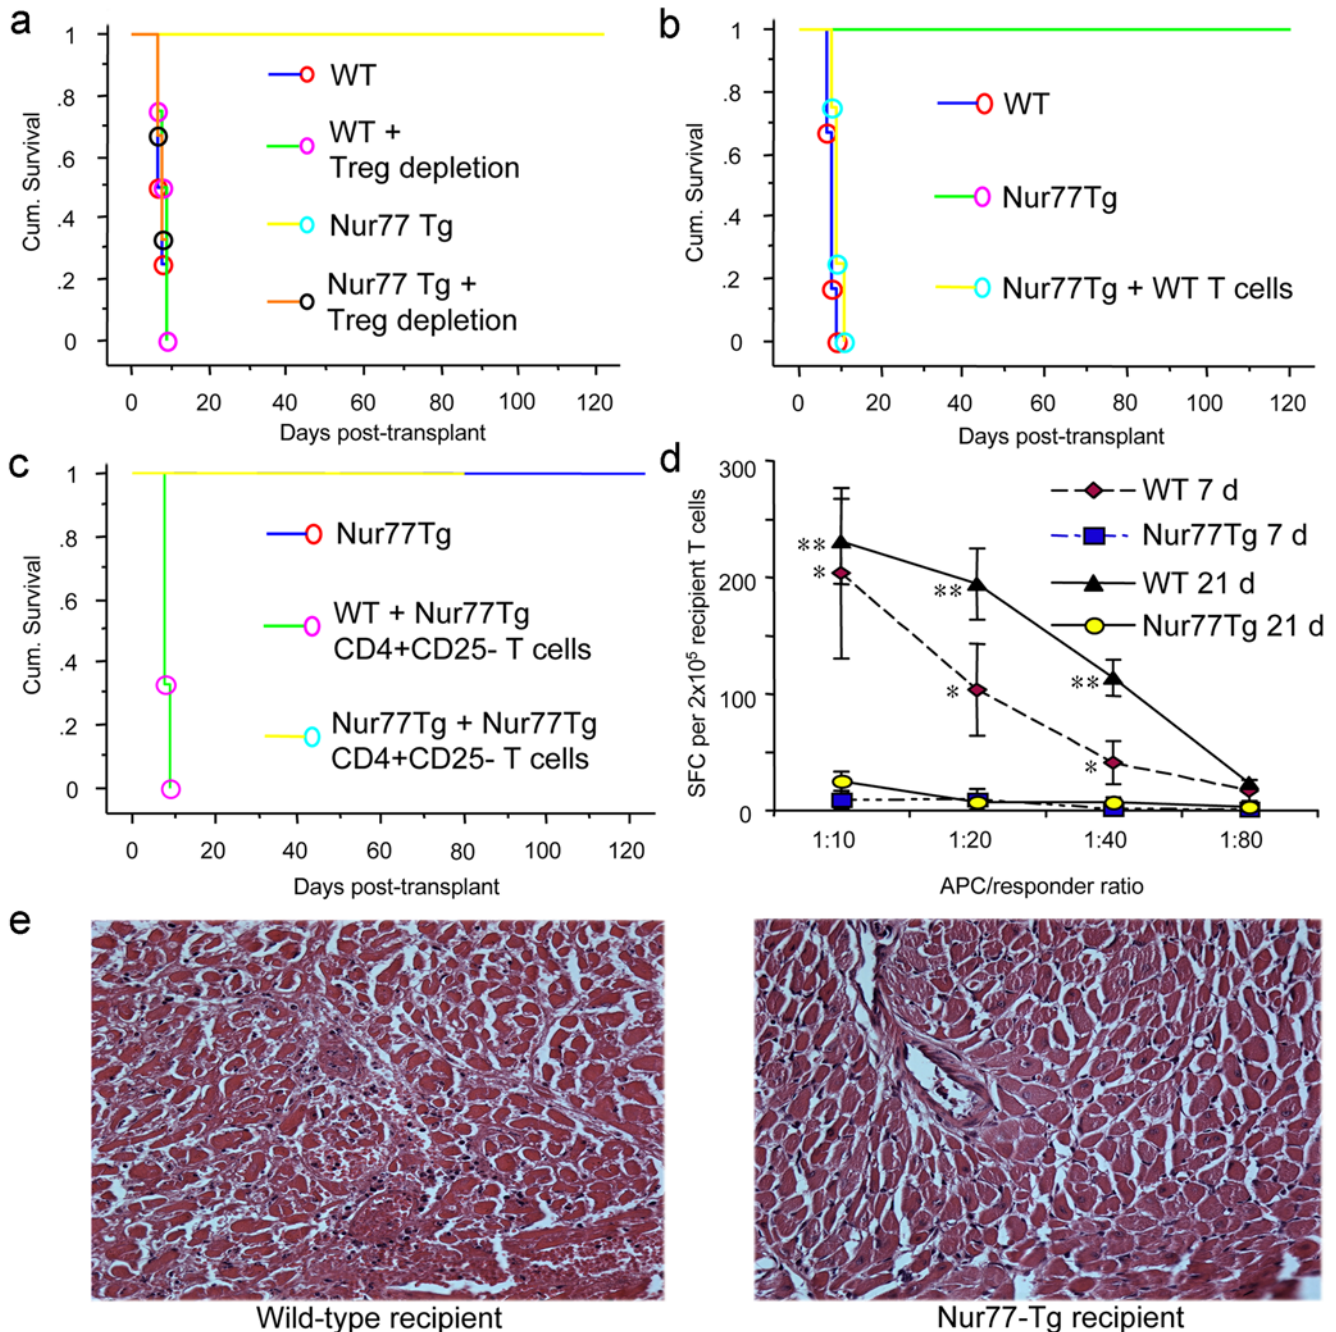 a
1
.8
.6
.4
.2
0
Cum. Survival
WT
WT +
Treg depletion
Nur77 Tg
Nur77 Tg +
Treg depletion
0 20 40 60 80 100 120
Days post-transplant
b
1
.8
.6
.4
.2
0
Cum. Survival
WT
Nur77Tg
Nur77Tg + WT T cells
0 20 40 60 80 100 120
Days post-transplant
c
1
.8
.6
.4
.2
0
Cum. Survival
Nur77Tg
WT + Nur77Tg
CD4+CD25- T cells
Nur77Tg + Nur77Tg
CD4+CD25- T cells
0 20 40 60 80 100 120
Days post-transplant
d
300
200
100
0
SFC per 2x10⁵ recipient T cells
WT 7 d
Nur77Tg 7 d
WT 21 d
Nur77Tg 21 d
**
*
**
*
**
*
1:10 1:20 1:40 1:80
APC/responder ratio
e
Wild-type recipient
Nur77-Tg recipient